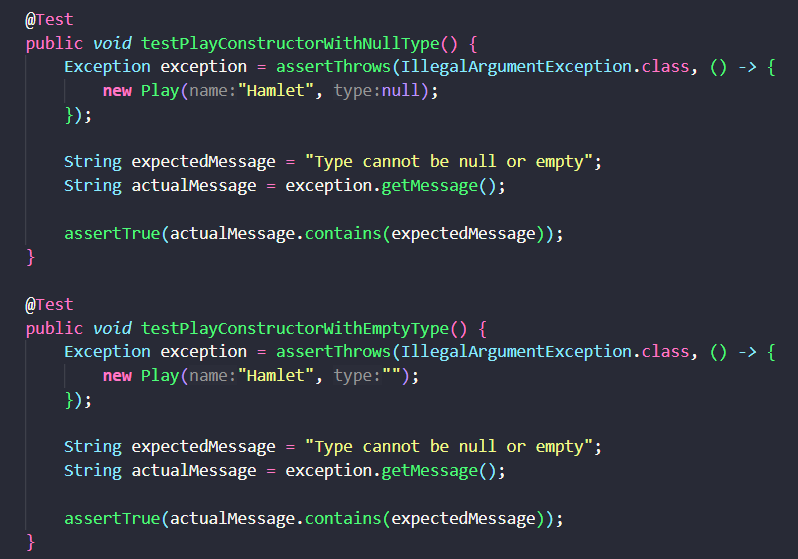 @Test
public void testPlayConstructorWithNullType() {
    Exception exception = assertThrows(IllegalArgumentException.class, () -> {
        new Play(name:"Hamlet", type:null);
    });

    String expectedMessage = "Type cannot be null or empty";
    String actualMessage = exception.getMessage();

    assertTrue(actualMessage.contains(expectedMessage));
}

@Test
public void testPlayConstructorWithEmptyType() {
    Exception exception = assertThrows(IllegalArgumentException.class, () -> {
        new Play(name:"Hamlet", type:"");
    });

    String expectedMessage = "Type cannot be null or empty";
    String actualMessage = exception.getMessage();

    assertTrue(actualMessage.contains(expectedMessage));
}